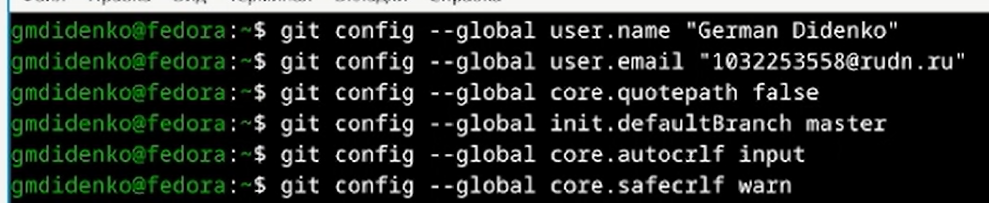 gmdidenko@fedora:~$ git config --global user.name "German Didenko"
gmdidenko@fedora:~$ git config --global user.email "1032253558@rudn.ru"
gmdidenko@fedora:~$ git config --global core.quotepath false
gmdidenko@fedora:~$ git config --global init.defaultBranch master
gmdidenko@fedora:~$ git config --global core.autocrlf input
gmdidenko@fedora:~$ git config --global core.safecrlf warn